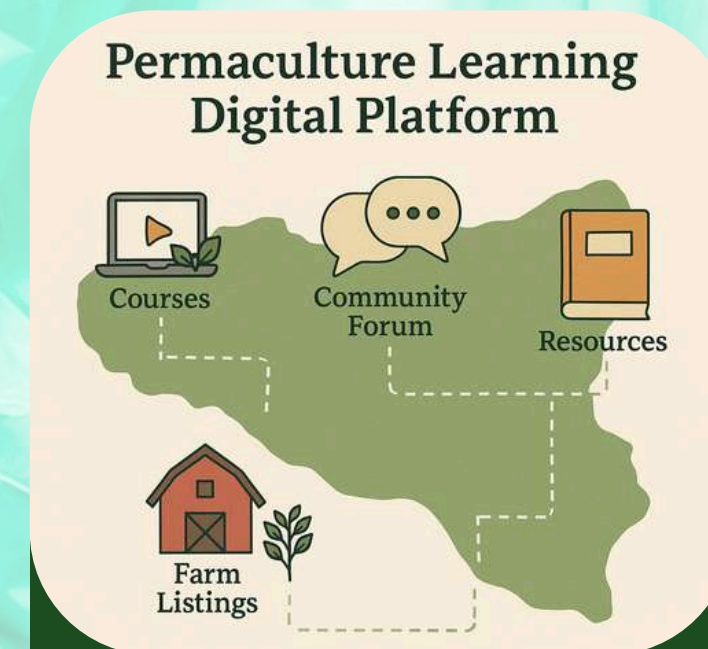 Permaculture Learning
Digital Platform
Courses
Community
Forum
Resources
Farm
Listings